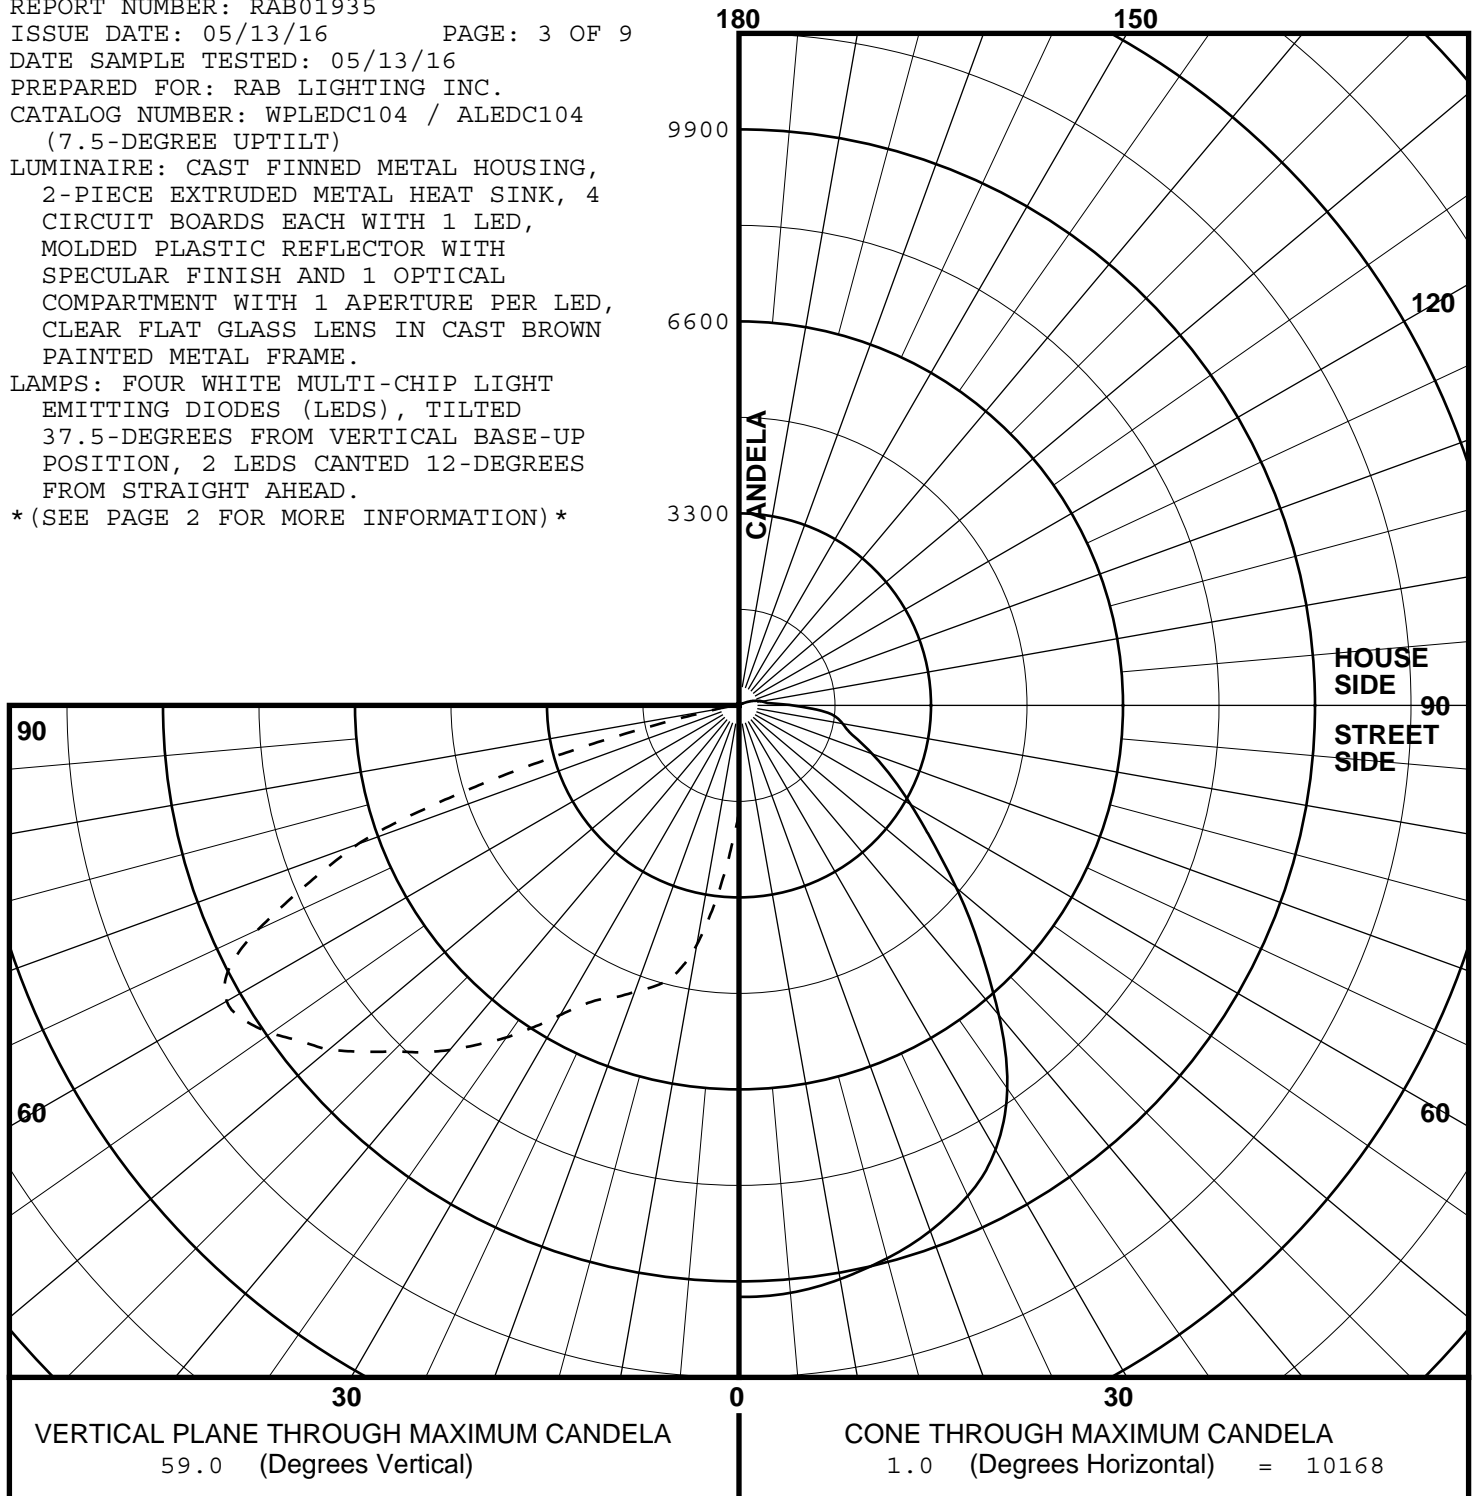 REPORT NUMBER: RAB01935
ISSUE DATE: 05/13/16 PAGE: 3 OF 9
DATE SAMPLE TESTED: 05/13/16
PREPARED FOR: RAB LIGHTING INC.
CATALOG NUMBER: WPLEDC104 / ALEDC104
(7.5-DEGREE UPTILT)
LUMINAIRE: CAST FINNED METAL HOUSING,
2-PIECE EXTRUDED METAL HEAT SINK, 4
CIRCUIT BOARDS EACH WITH 1 LED,
MOLDED PLASTIC REFLECTOR WITH
SPECULAR FINISH AND 1 OPTICAL
COMPARTMENT WITH 1 APERTURE PER LED,
CLEAR FLAT GLASS LENS IN CAST BROWN
PAINTED METAL FRAME.
LAMPS: FOUR WHITE MULTI-CHIP LIGHT
EMITTING DIODES (LEDS), TILTED
37.5-DEGREES FROM VERTICAL BASE-UP
POSITION, 2 LEDS CANTED 12-DEGREES
FROM STRAIGHT AHEAD.
*(SEE PAGE 2 FOR MORE INFORMATION)*
180
150
9900
120
6600
CANDELA
3300
HOUSE
SIDE
90
90
STREET
SIDE
60
60
30
0
30
VERTICAL PLANE THROUGH MAXIMUM CANDELA
59.0 (Degrees Vertical)
CONE THROUGH MAXIMUM CANDELA
1.0 (Degrees Horizontal) = 10168